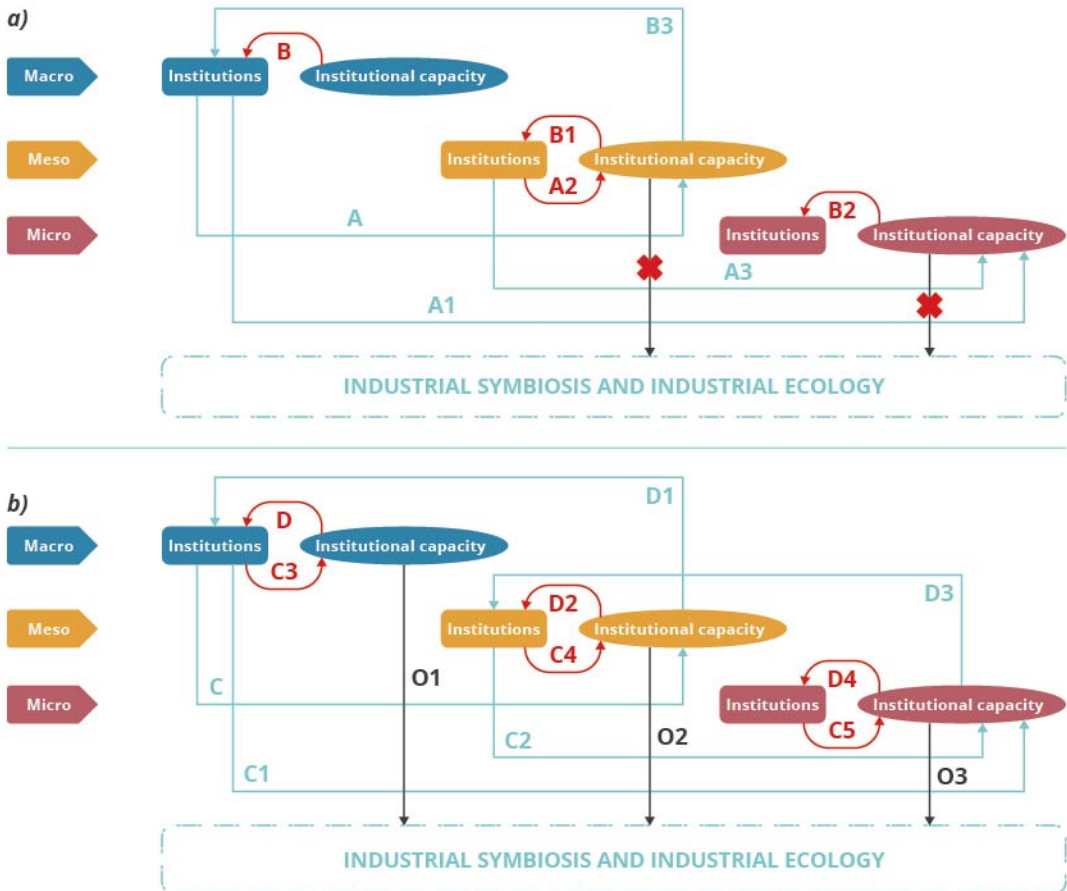 a)
B3
Macro
Institutions
B
Institutional capacity
Meso
Institutions
B1
A2
Institutional capacity
Micro
A
Institutions
B2
Institutional capacity
A3
A1
INDUSTRIAL SYMBIOSIS AND INDUSTRIAL ECOLOGY
b)
D1
Macro
Institutions
D
C3
Institutional capacity
D3
Meso
Institutions
D2
C4
Institutional capacity
Micro
C
O1
Institutions
D4
C5
Institutional capacity
C2
O2
C1
O3
INDUSTRIAL SYMBIOSIS AND INDUSTRIAL ECOLOGY